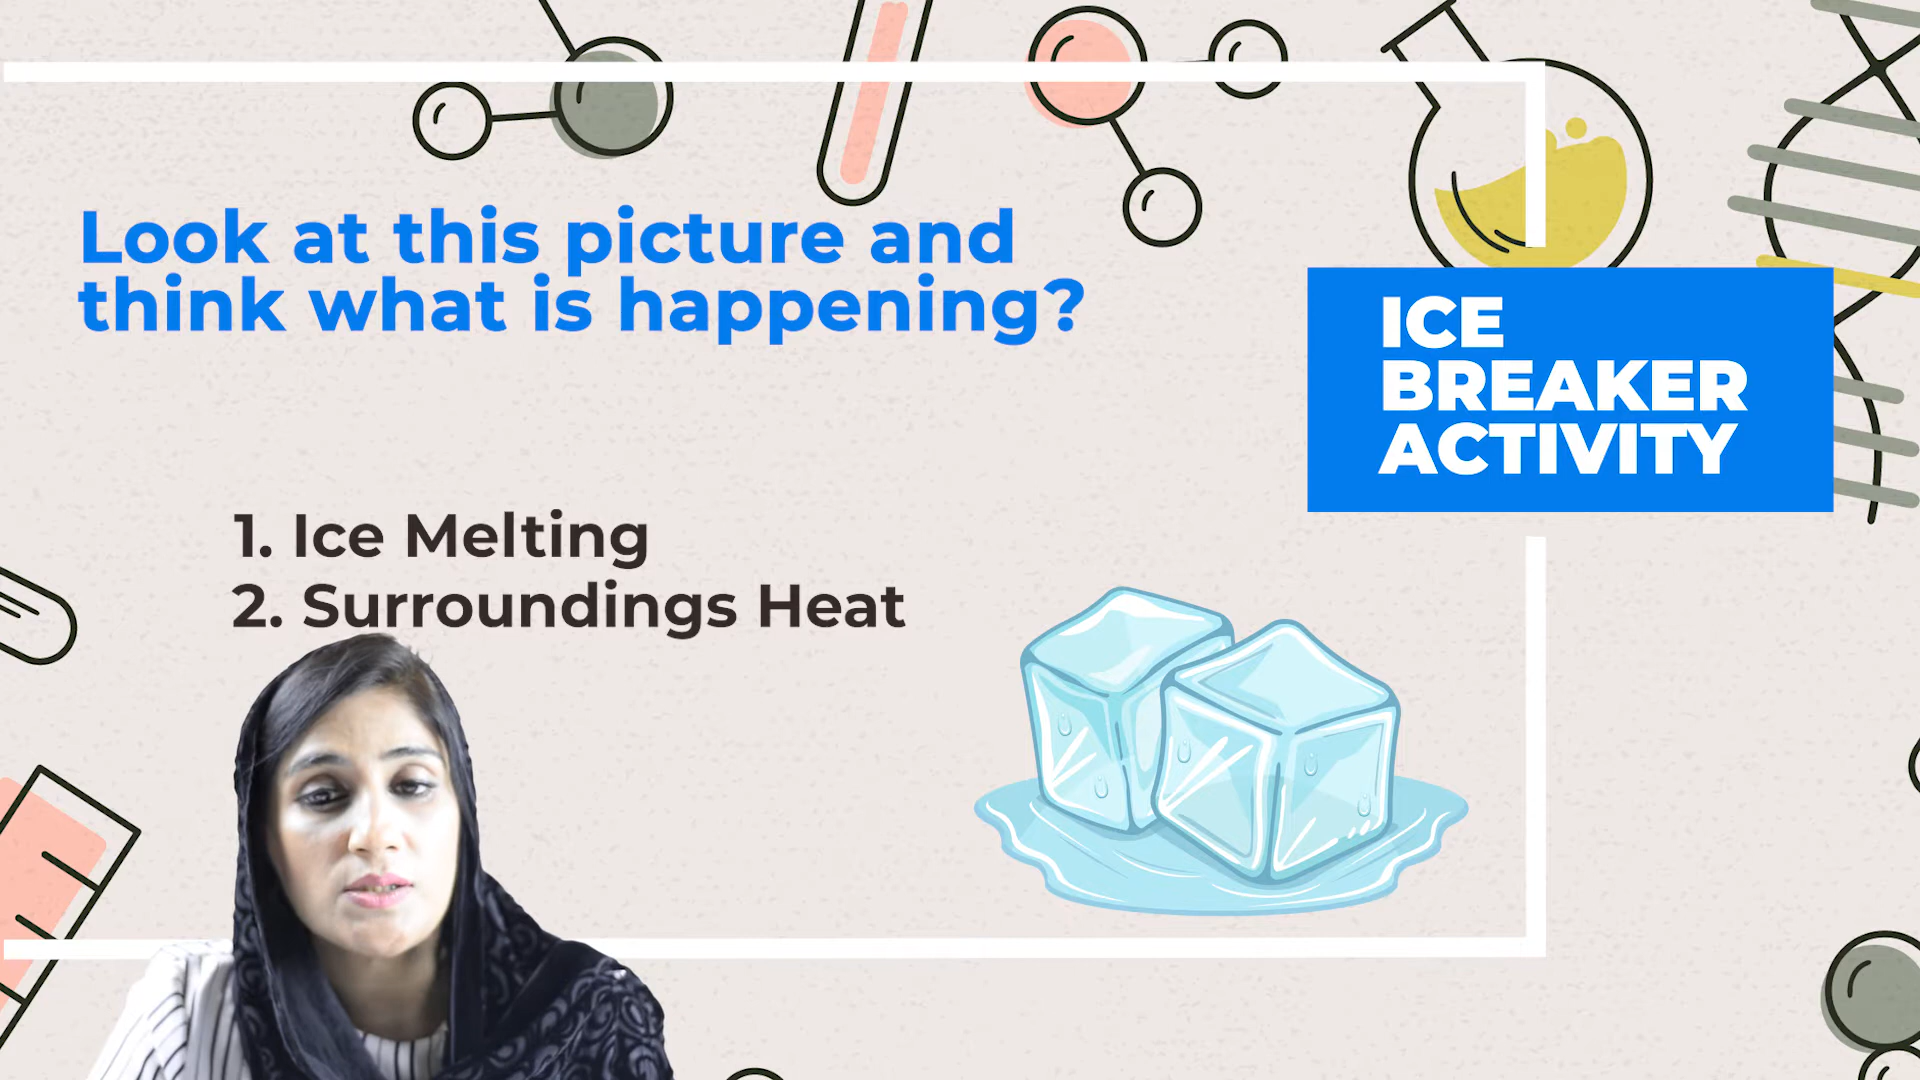 Look at this picture and
think what is happening?
ICE
BREAKER
ACTIVITY
1. Ice Melting
2. Surroundings Heat